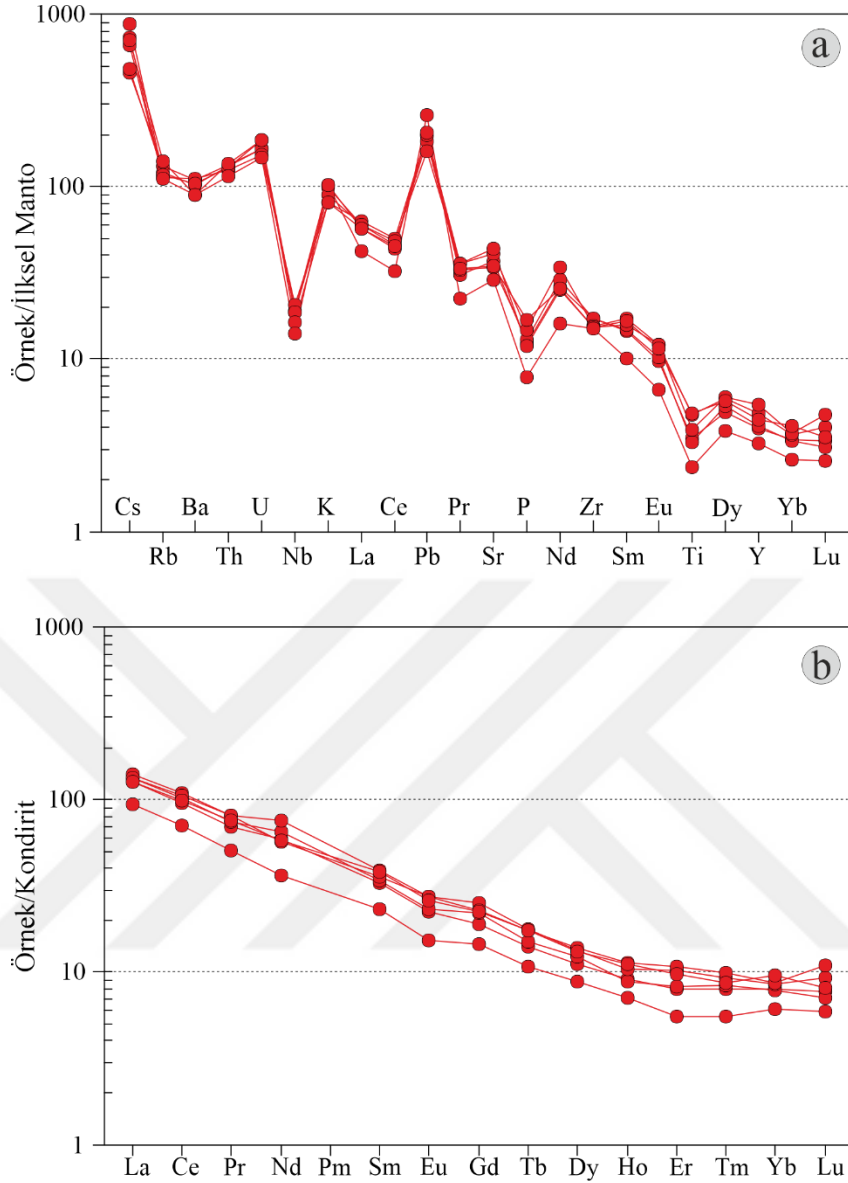 1000
a
100
10
1
Örnek/İlksel Manto
Cs Ba U K Ce Pr P Zr Eu Dy Yb
Rb Th Nb La Pb Sr Nd Sm Ti Y Lu
1000
b
100
10
1
Örnek/Kondirit
La Ce Pr Nd Pm Sm Eu Gd Tb Dy Ho Er Tm Yb Lu